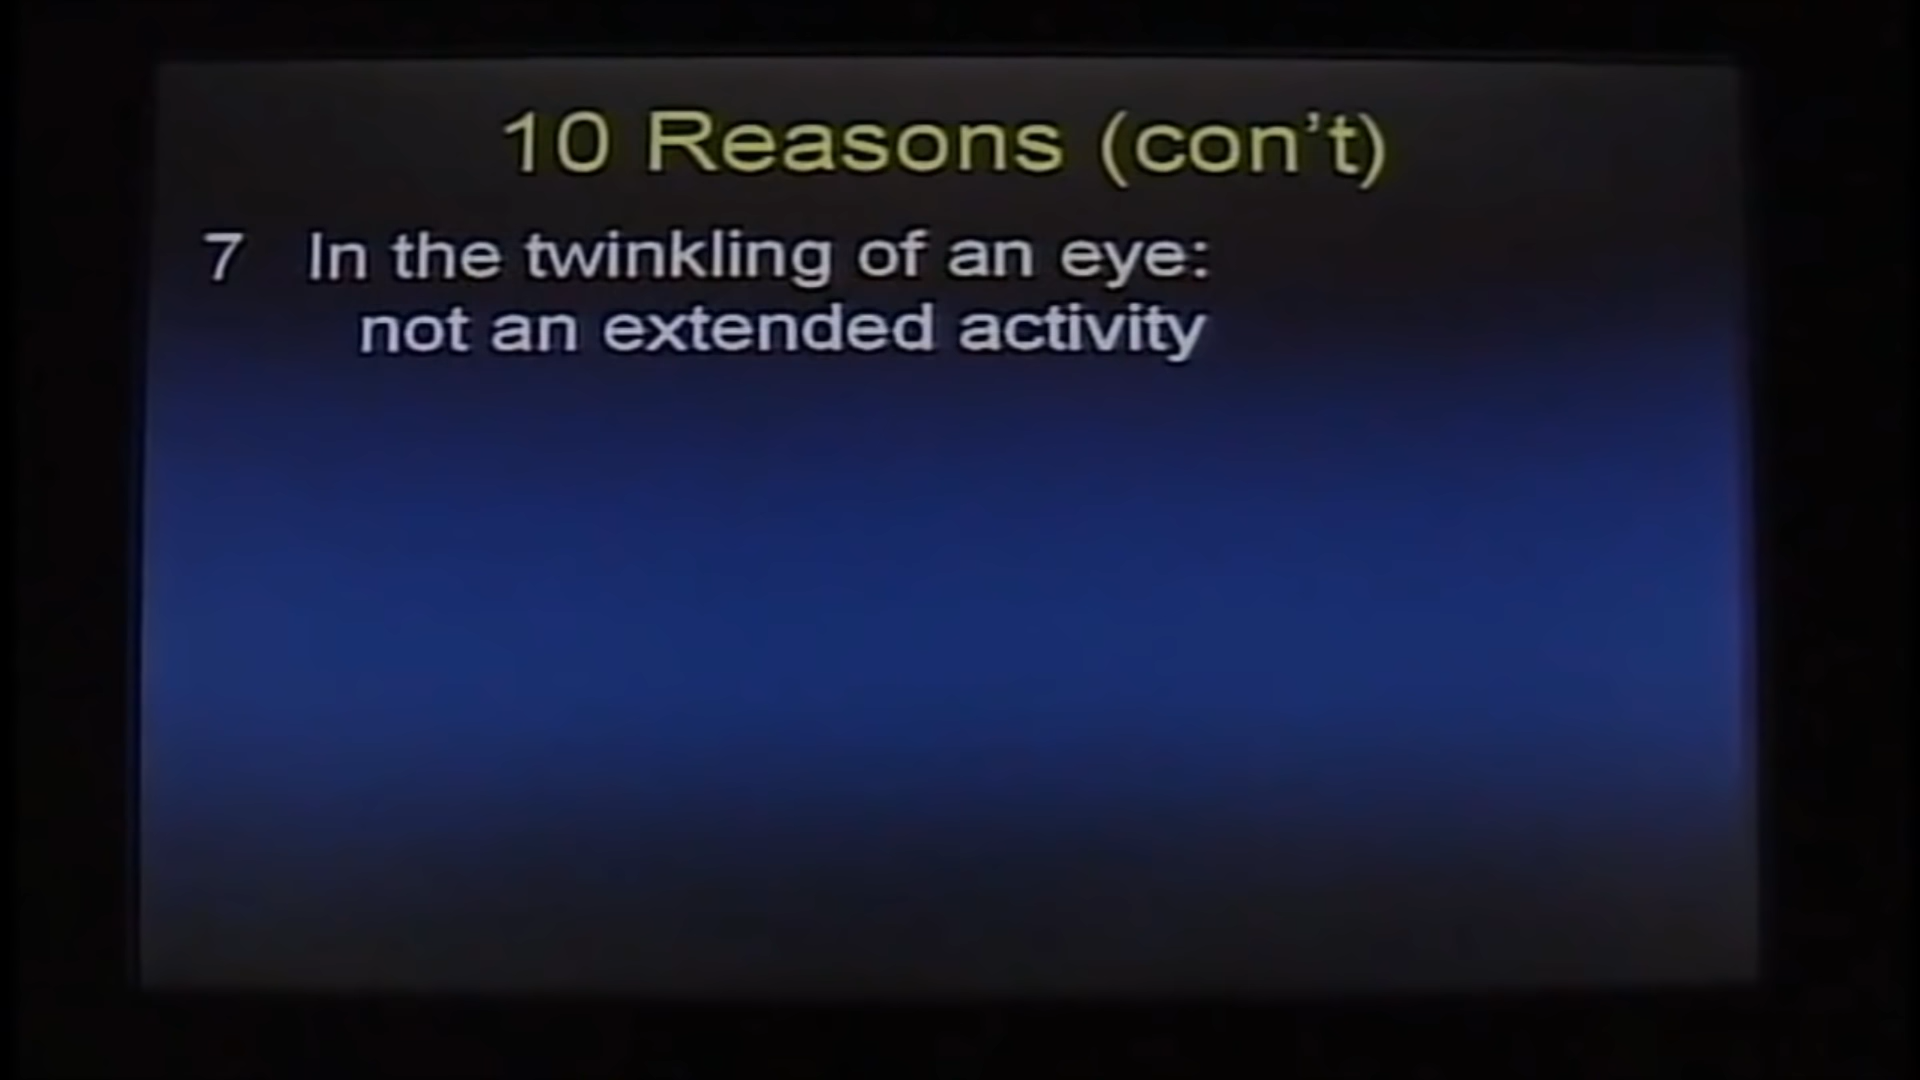 10 Reasons (con't)
7 In the twinkling of an eye:
not an extended activity